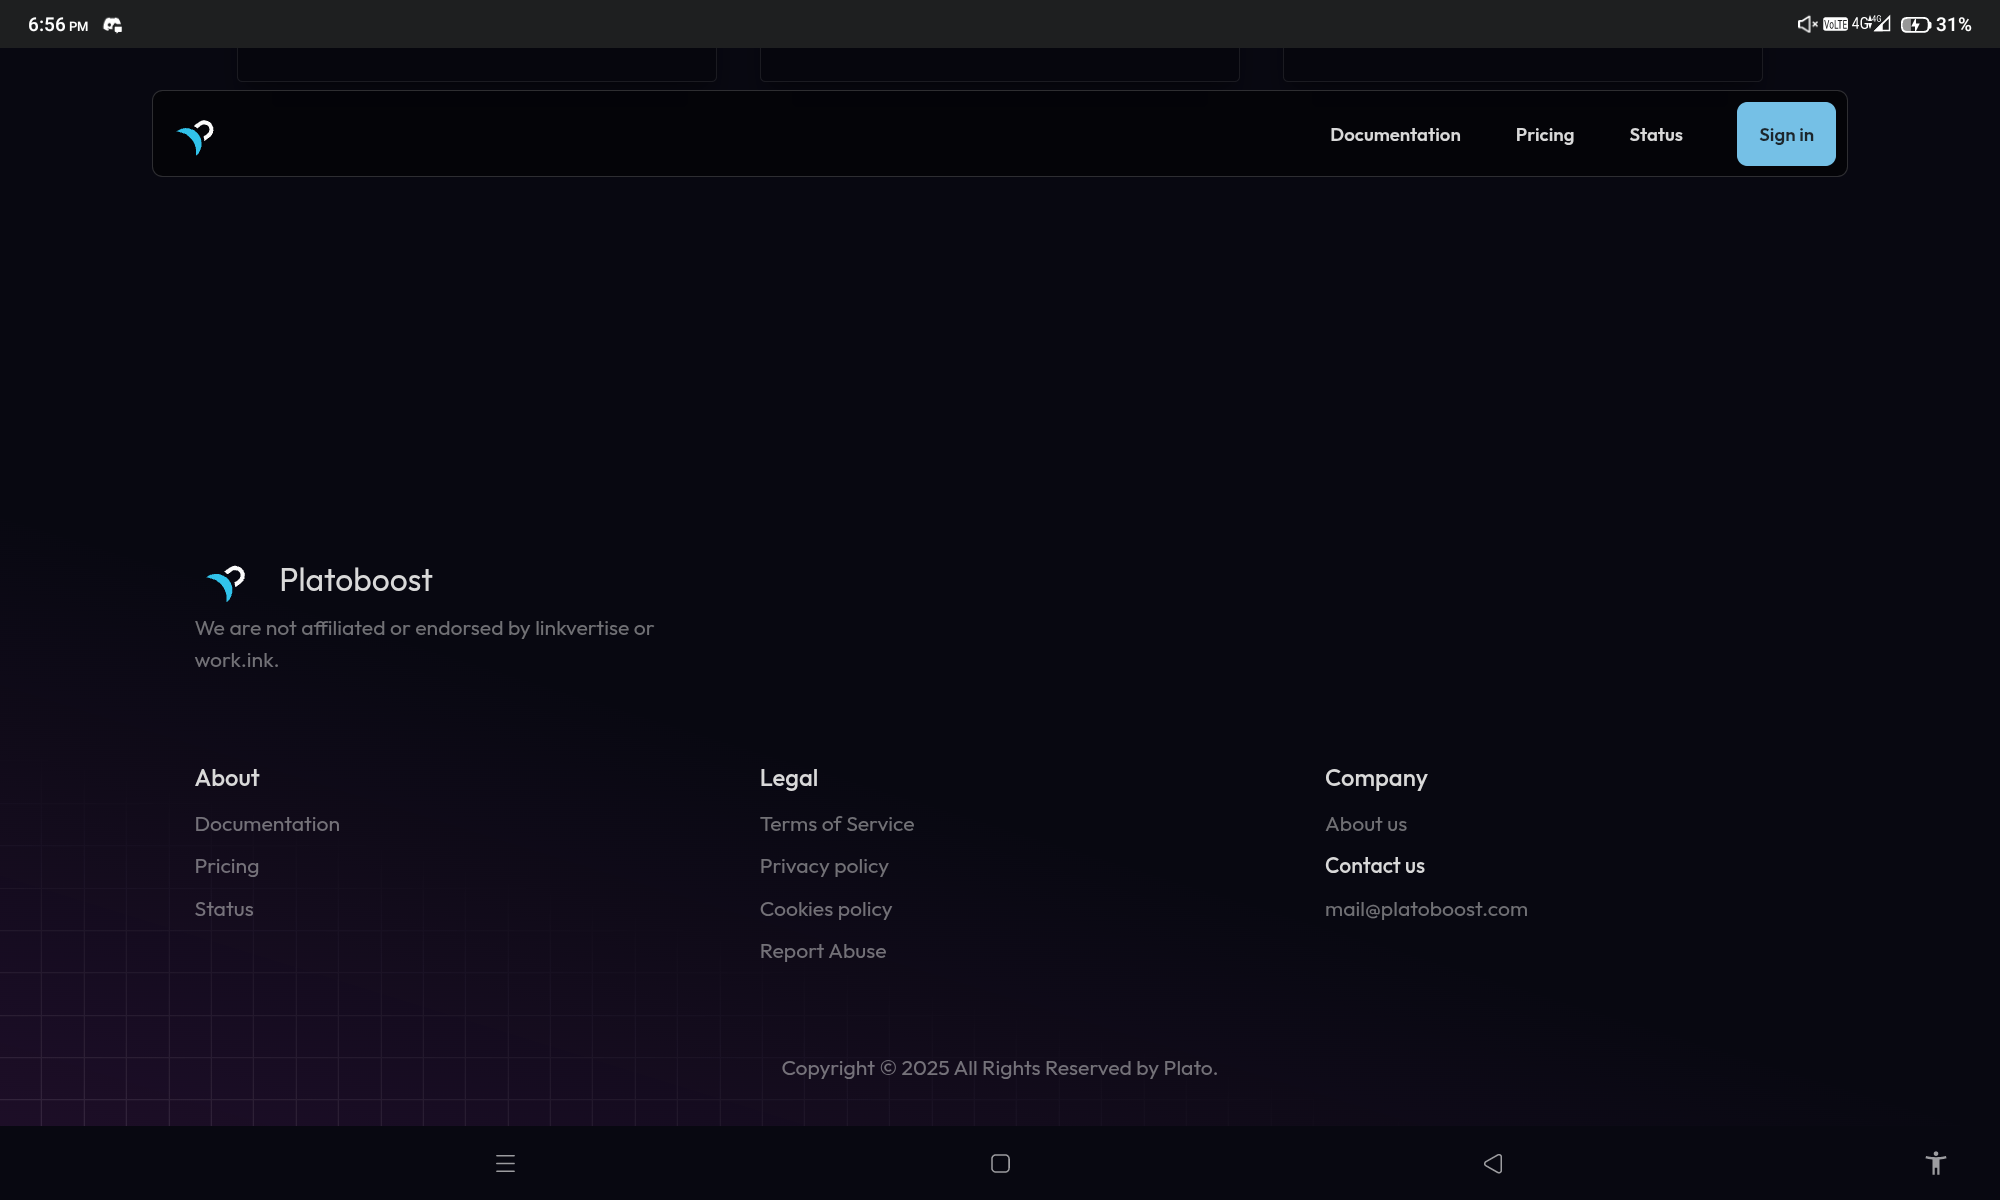 6:56 PM
VoLTE 4G 4G 31%
Documentation Pricing Status Sign in
Platoboost
We are not affiliated or endorsed by linkvertise or
work.ink.
About
Documentation
Pricing
Status
Legal
Terms of Service
Privacy policy
Cookies policy
Report Abuse
Company
About us
Contact us
mail@platoboost.com
Copyright © 2025 All Rights Reserved by Plato.